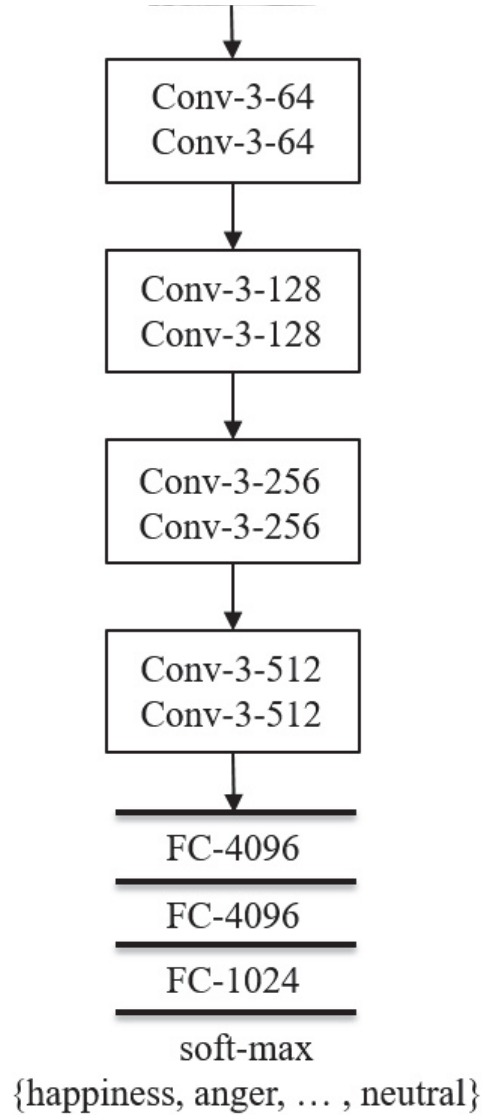 Conv-3-64
Conv-3-64
Conv-3-128
Conv-3-128
Conv-3-256
Conv-3-256
Conv-3-512
Conv-3-512
FC-4096
FC-4096
FC-1024
soft-max
{happiness, anger, … , neutral}